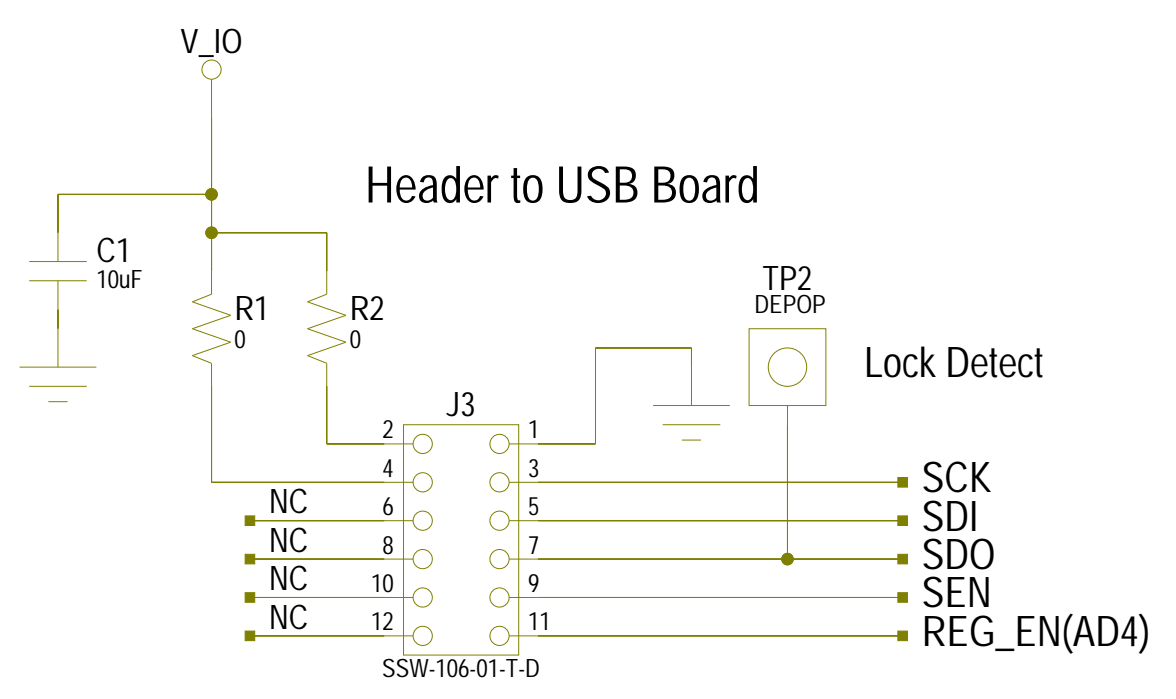 V_IO
Header to USB Board
C1
10uF
R1
0
R2
0
TP2
DEPOP
Lock Detect
J3
2 1
4 3 SCK
NC 6 5 SDI
NC 8 7 SDO
NC 10 9 SEN
NC 12 11 REG_EN(AD4)
SSW-106-01-T-D